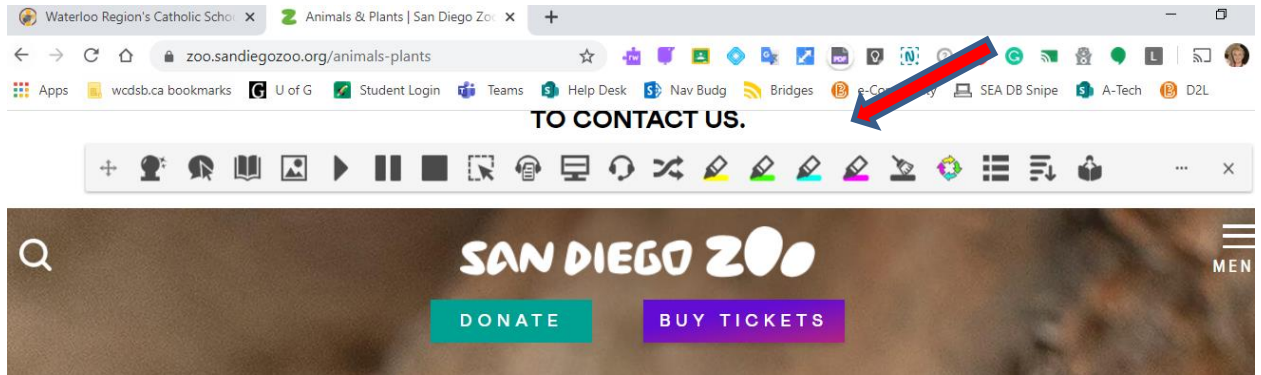 Waterloo Region's Catholic Schoo
Animals & Plants | San Diego Zoo
zoo.sandiegozoo.org/animals-plants
Apps wcdsb.ca bookmarks U of G Student Login Teams Help Desk Nav Budg Bridges SEA DB Snipe A-Tech D2L
TO CONTACT US.
SAN DIEGO ZOO
MEN
DONATE BUY TICKETS